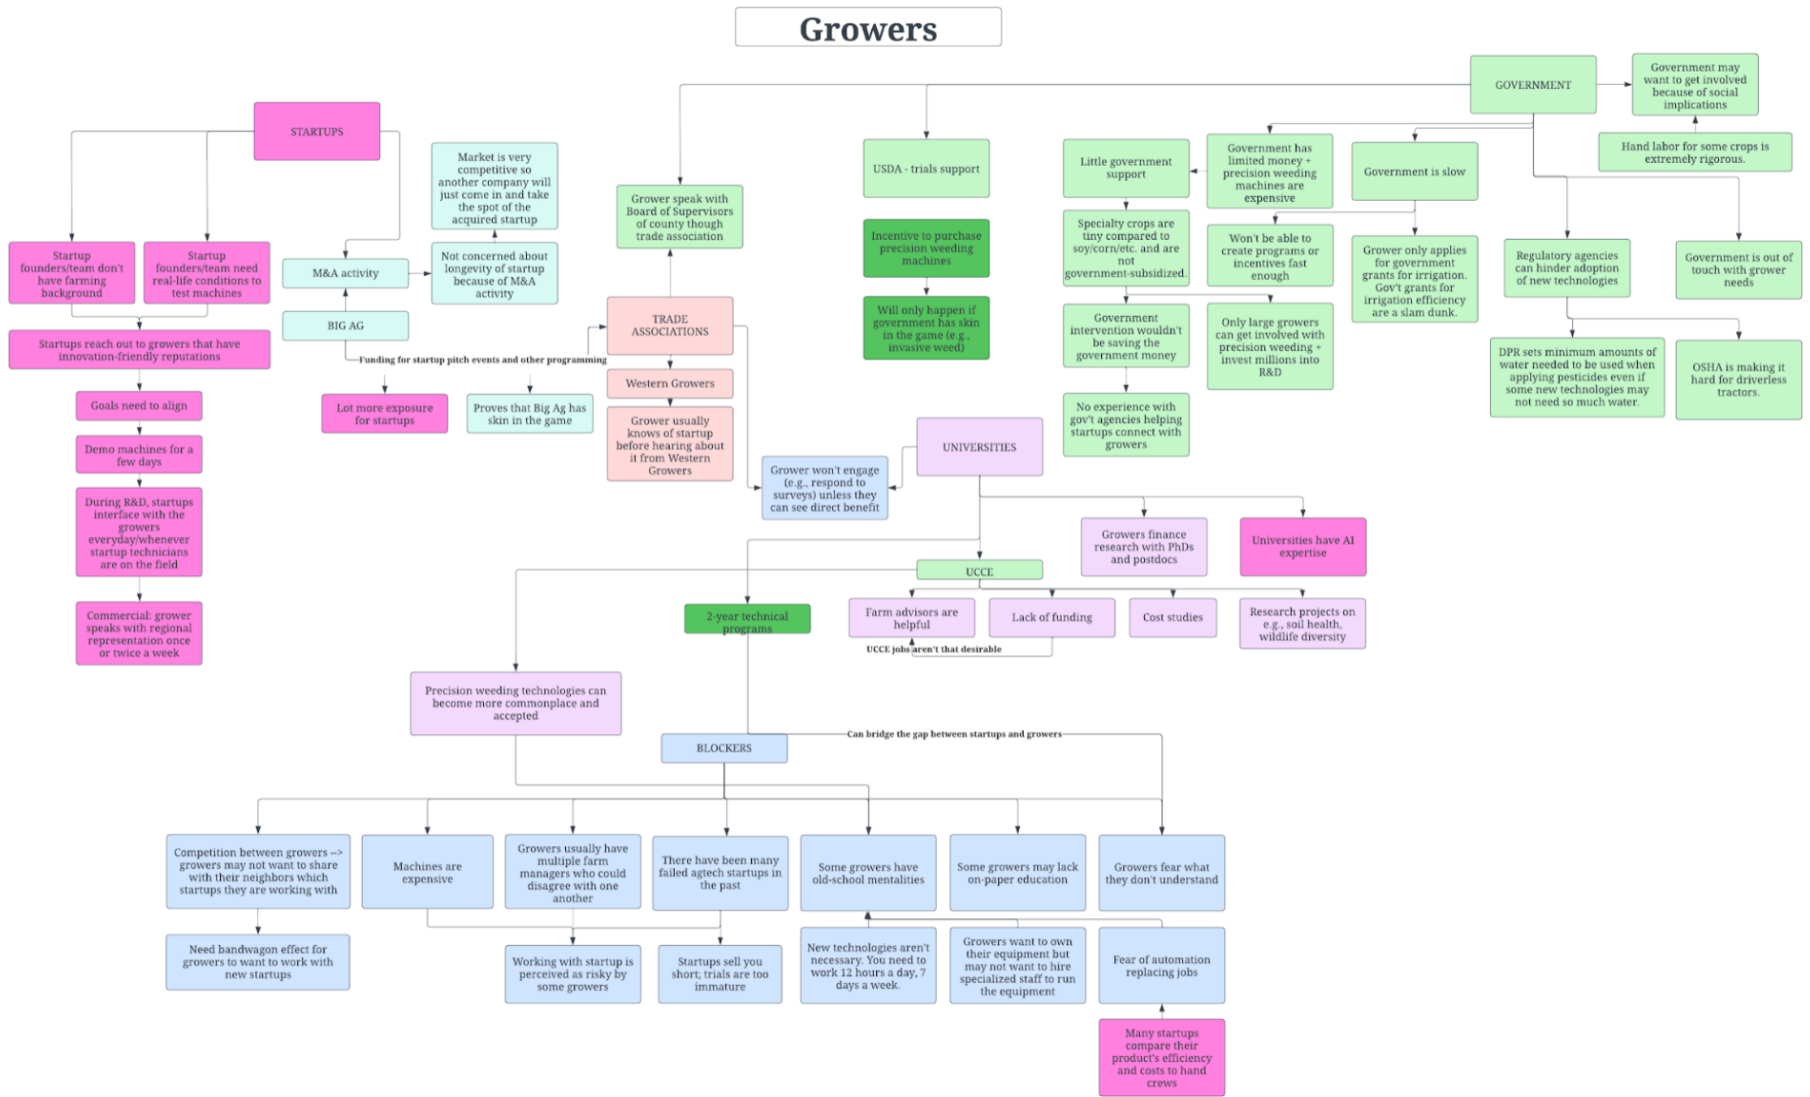 Growers
STARTUPS
Startup
founders/team don't
have farming
background
Startup
founders/team need
real-life conditions to
test machines
Startups reach out to growers that have
innovation-friendly reputations
Goals need to align
Demo machines for a
few days
During R&D, startups
interface with the
growers
everyday/whenever
startup technicians
are on the field
Commercial: grower
speaks with regional
representation once
or twice a week
Market is very
competitive so
another company will
just come in and take
the spot of the
acquired startup
M&A activity
Not concerned about
longevity of startup
because of M&A
activity
BIG AG
Funding for startup pitch events and other programming
Lot more exposure
for startups
Proves that Big Ag has
skin in the game
Grower speak with
Board of Supervisors
of county though
trade association
TRADE
ASSOCIATIONS
Western Growers
Grower usually
knows of startup
before hearing about
it from Western
Growers
GOVERNMENT
Government may
want to get involved
because of social
implications
Hand labor for some crops is
extremely rigorous.
USDA - trials support
Incentive to purchase
precision weeding
machines
Will only happen if
government has skin
in the game (e.g.,
invasive weed)
Little government
support
Government has
limited money +
precision weeding
machines are
expensive
Government is slow
Specialty crops are
tiny compared to
soy/corn/etc. and are
not
government-subsidized.
Won't be able to
create programs or
incentives fast
enough
Grower only applies
for government
grants for irrigation.
Gov't grants for
irrigation efficiency
are a slam dunk.
Regulatory agencies
can hinder adoption
of new technologies
Government is out of
touch with grower
needs
Government
intervention wouldn't
be saving the
government money
Only large growers
can get involved with
precision weeding +
invest millions into
R&D
DPR sets minimum amounts of
water needed to be used when
applying pesticides even if
some new technologies may
not need so much water.
OSHA is making it
hard for driverless
tractors.
No experience with
gov't agencies helping
startups connect with
growers
UNIVERSITIES
Grower won't engage
(e.g., respond to
surveys) unless they
can see direct benefit
Growers finance
research with PhDs
and postdocs
Universities have AI
expertise
UCCE
2-year technical
programs
Farm advisors are
helpful
Lack of funding
Cost studies
Research projects on
e.g., soil health,
wildlife diversity
UCCE jobs aren't that desirable
Precision weeding technologies can
become more commonplace and
accepted
Can bridge the gap between startups and growers
BLOCKERS
Competition between growers -->
growers may not want to share
with their neighbors which
startups they are working with
Machines are
expensive
Growers usually have
multiple farm
managers who could
disagree with one
another
There have been many
failed agtech startups in
the past
Some growers have
old-school mentalities
Some growers may lack
on-paper education
Growers fear what
they don't understand
Need bandwagon effect for
growers to want to work with
new startups
Working with startup is
perceived as risky by
some growers
Startups sell you
short; trials are too
immature
New technologies aren't
necessary. You need to
work 12 hours a day, 7
days a week.
Growers want to own
their equipment but
may not want to hire
specialized staff to run
the equipment
Fear of automation
replacing jobs
Many startups
compare their
product's efficiency
and costs to hand
crews